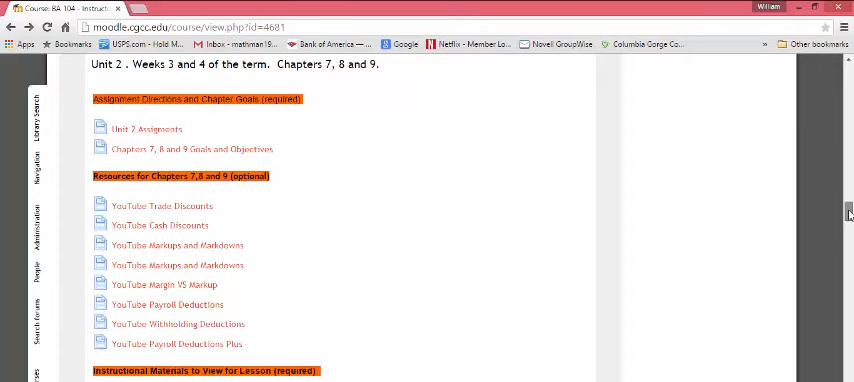 Course: BA 104 - Instructo
William
moodle.cgcc.edu/course/view.php?id=4681
Apps Bookmarks USPS.com - Hold M... Inbox - mathman19... Bank of America — ... Google Netflix - Member Lo... Novell GroupWise Columbia Gorge Co... » Other bookmarks
Unit 2 . Weeks 3 and 4 of the term. Chapters 7, 8 and 9.
Assignment Directions and Chapter Goals (required)
Unit 2 Assigments
Chapters 7, 8 and 9 Goals and Objectives
Resources for Chapters 7,8 and 9 (optional)
YouTube Trade Discounts
YouTube Cash Discounts
YouTube Markups and Markdowns
YouTube Markups and Markdowns
YouTube Margin VS Markup
YouTube Payroll Deductions
YouTube Withholding Deductions
YouTube Payroll Deductions Plus
Instructional Materials to View for Lesson (required)
Library Search
Navigation
Administration
People
Search forums
rses